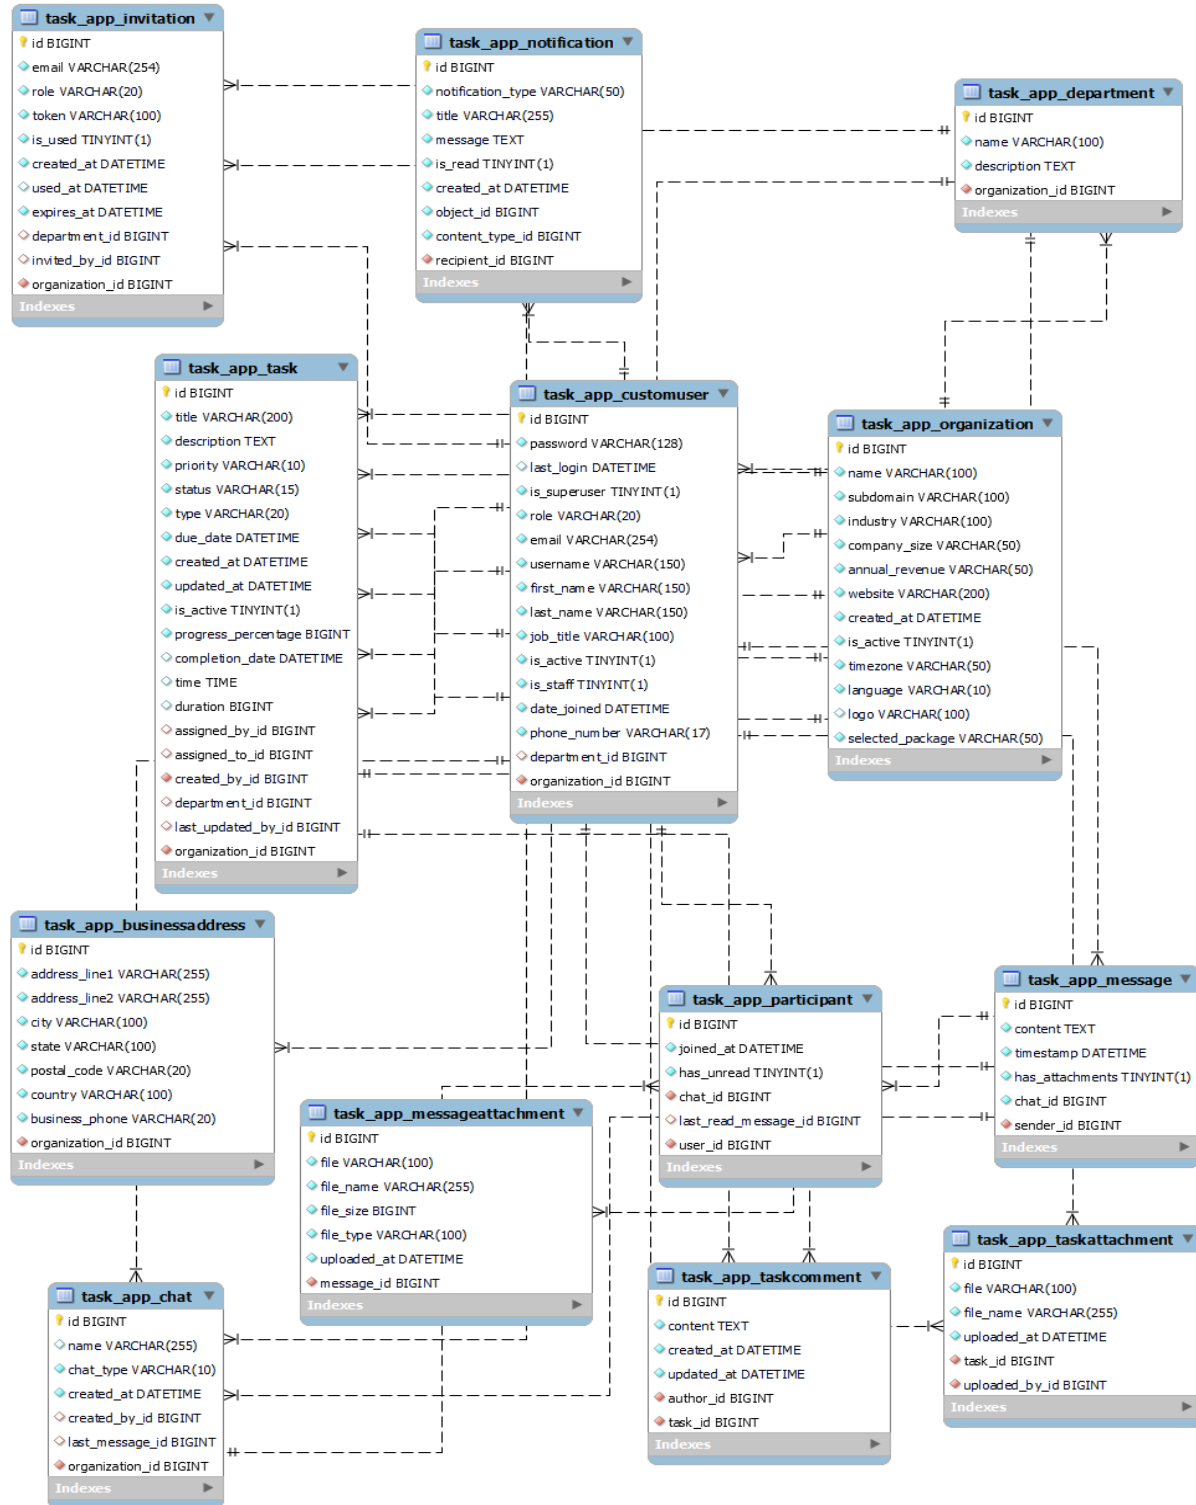 task_app_invitation
id BIGINT
email VARCHAR(254)
role VARCHAR(20)
token VARCHAR(100)
is_used TINYINT(1)
created_at DATETIME
used_at DATETIME
expires_at DATETIME
department_id BIGINT
invited_by_id BIGINT
organization_id BIGINT
Indexes
task_app_notification
id BIGINT
notification_type VARCHAR(50)
title VARCHAR(255)
message TEXT
is_read TINYINT(1)
created_at DATETIME
object_id BIGINT
content_type_id BIGINT
recipient_id BIGINT
Indexes
task_app_department
id BIGINT
name VARCHAR(100)
description TEXT
organization_id BIGINT
Indexes
task_app_task
id BIGINT
title VARCHAR(200)
description TEXT
priority VARCHAR(10)
status VARCHAR(15)
type VARCHAR(20)
due_date DATETIME
created_at DATETIME
updated_at DATETIME
is_active TINYINT(1)
progress_percentage BIGINT
completion_date DATETIME
time TIME
duration BIGINT
assigned_by_id BIGINT
assigned_to_id BIGINT
created_by_id BIGINT
department_id BIGINT
last_updated_by_id BIGINT
organization_id BIGINT
Indexes
task_app_customuser
id BIGINT
password VARCHAR(128)
last_login DATETIME
is_superuser TINYINT(1)
role VARCHAR(20)
email VARCHAR(254)
username VARCHAR(150)
first_name VARCHAR(150)
last_name VARCHAR(150)
job_title VARCHAR(100)
is_active TINYINT(1)
is_staff TINYINT(1)
date_joined DATETIME
phone_number VARCHAR(17)
department_id BIGINT
organization_id BIGINT
Indexes
task_app_organization
id BIGINT
name VARCHAR(100)
subdomain VARCHAR(100)
industry VARCHAR(100)
company_size VARCHAR(50)
annual_revenue VARCHAR(50)
website VARCHAR(200)
created_at DATETIME
is_active TINYINT(1)
timezone VARCHAR(50)
language VARCHAR(10)
logo VARCHAR(100)
selected_package VARCHAR(50)
Indexes
task_app_businessaddress
id BIGINT
address_line1 VARCHAR(255)
address_line2 VARCHAR(255)
city VARCHAR(100)
state VARCHAR(100)
postal_code VARCHAR(20)
country VARCHAR(100)
business_phone VARCHAR(20)
organization_id BIGINT
Indexes
task_app_participant
id BIGINT
joined_at DATETIME
has_unread TINYINT(1)
chat_id BIGINT
last_read_message_id BIGINT
user_id BIGINT
Indexes
task_app_message
id BIGINT
content TEXT
timestamp DATETIME
has_attachments TINYINT(1)
chat_id BIGINT
sender_id BIGINT
Indexes
task_app_messageattachment
id BIGINT
file VARCHAR(100)
file_name VARCHAR(255)
file_size BIGINT
file_type VARCHAR(100)
uploaded_at DATETIME
message_id BIGINT
Indexes
task_app_chat
id BIGINT
name VARCHAR(255)
chat_type VARCHAR(10)
created_at DATETIME
created_by_id BIGINT
last_message_id BIGINT
organization_id BIGINT
Indexes
task_app_taskcomment
id BIGINT
content TEXT
created_at DATETIME
updated_at DATETIME
author_id BIGINT
task_id BIGINT
Indexes
task_app_taskattachment
id BIGINT
file VARCHAR(100)
file_name VARCHAR(255)
uploaded_at DATETIME
task_id BIGINT
uploaded_by_id BIGINT
Indexes